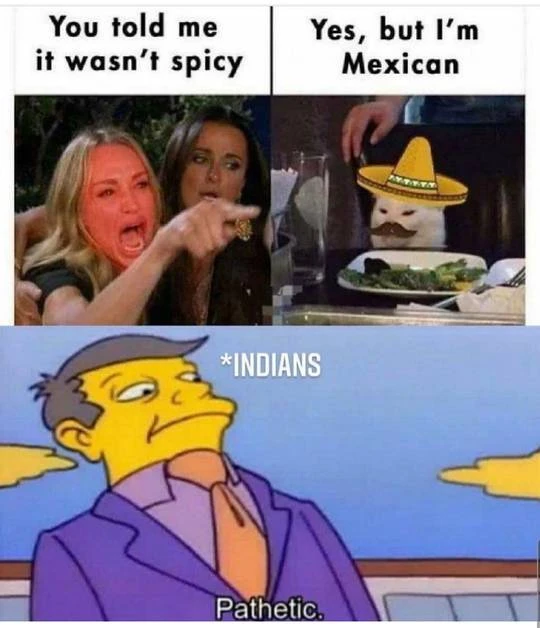 You told me
it wasn't spicy
Yes, but I'm
Mexican
*INDIANS
Pathetic.